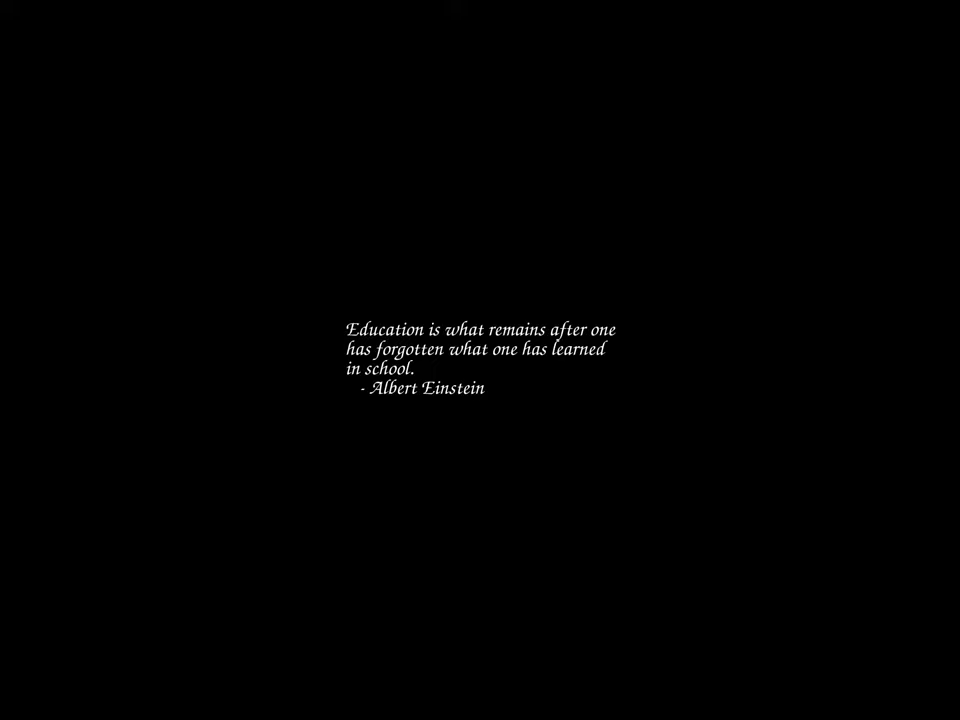 Education is what remains after one
has forgotten what one has learned
in school.
- Albert Einstein